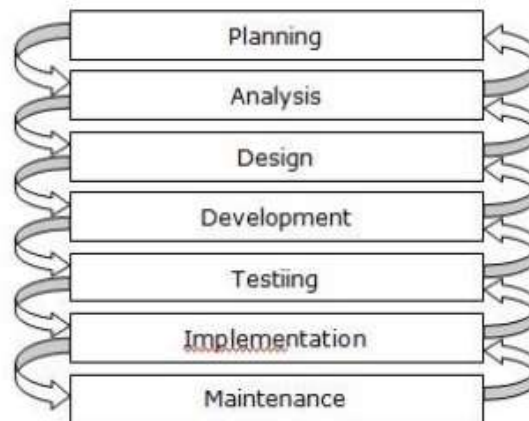 Planning
Analysis
Design
Development
Testiing
Implementation
Maintenance